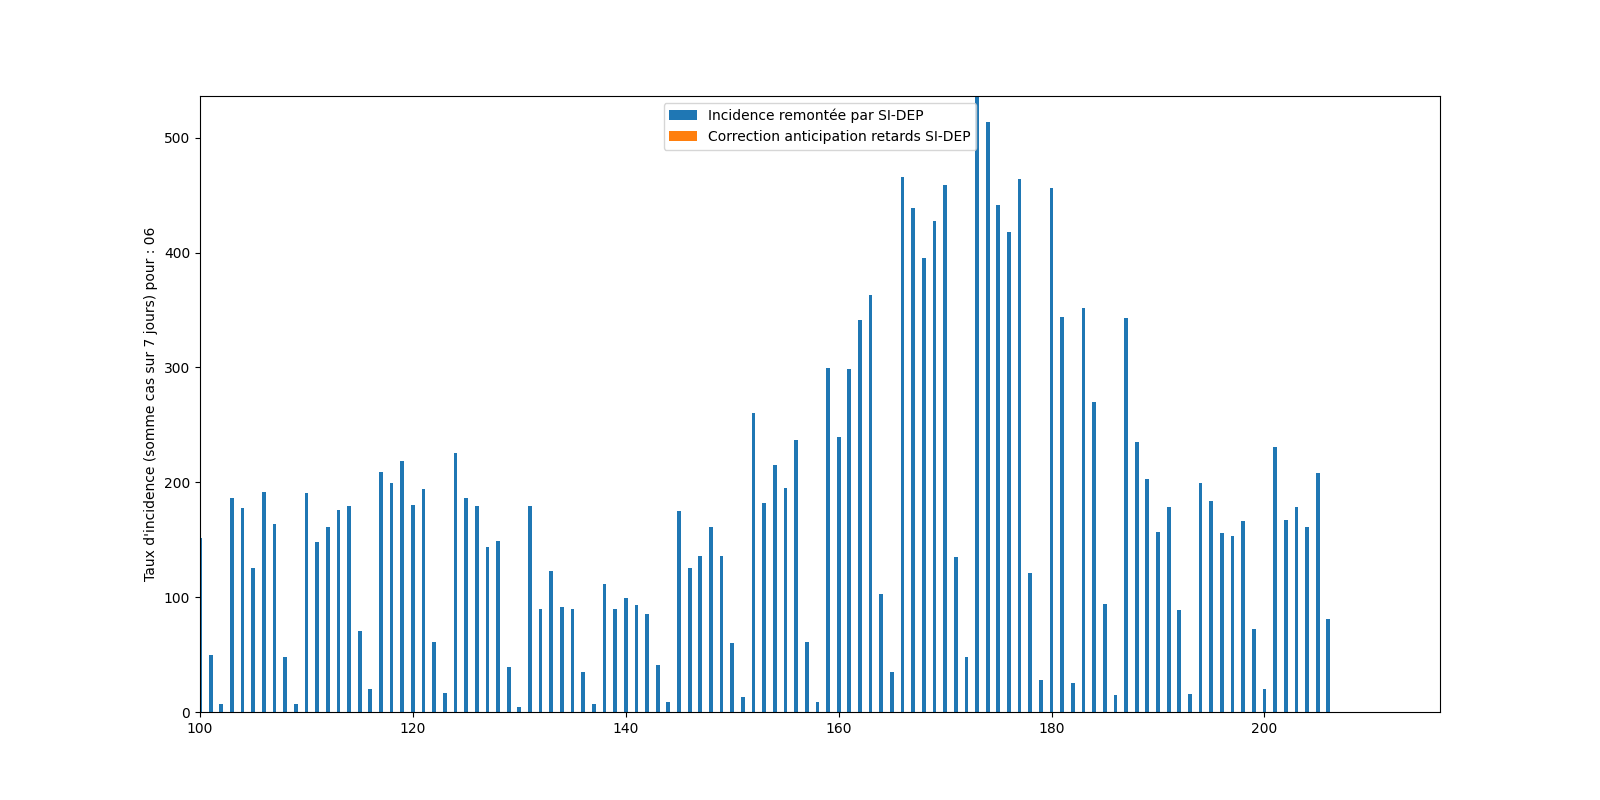 Incidence remontée par SI-DEP
Correction anticipation retards SI-DEP
Taux d'incidence (somme cas sur 7 jours) pour : 06
500
400
300
200
100
0
100 120 140 160 180 200